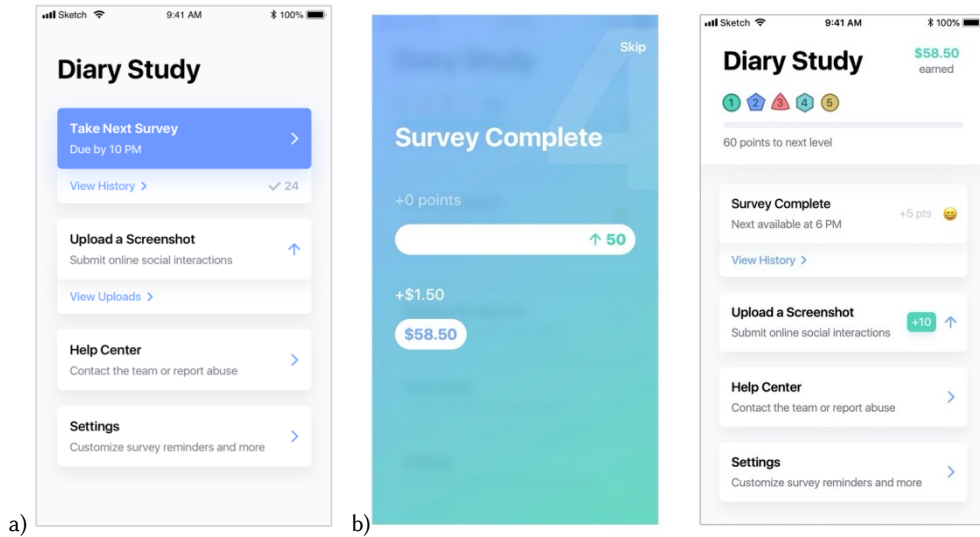 Sketch 9:41 AM 100%
Diary Study
Take Next Survey
Due by 10 PM
View History
24
Upload a Screenshot
Submit online social interactions
View Uploads
Help Center
Contact the team or report abuse
Settings
Customize survey reminders and more
a)
4
Skip
Survey Complete
+0 points
50
+$1.50
$58.50
b)
Sketch 9:41 AM 100%
Diary Study
$58.50
earned
1 2 3 4 5
60 points to next level
Survey Complete
Next available at 6 PM
+5 pts
View History
Upload a Screenshot
Submit online social interactions
+10
Help Center
Contact the team or report abuse
Settings
Customize survey reminders and more